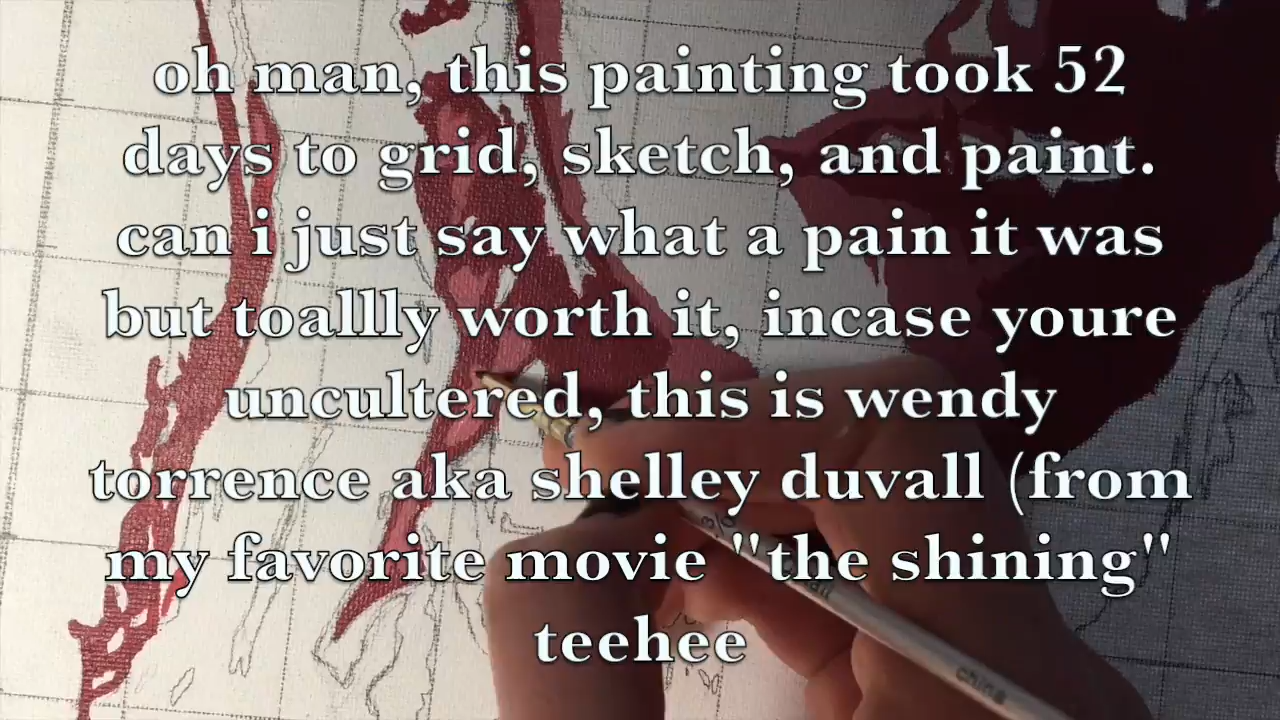 oh man, this painting took 52
days to grid, sketch, and paint.
can i just say what a pain it was
but toallly worth it, incase youre
uncultered, this is wendy
torrence aka shelley duvall (from
my favorite movie "the shining"
teehee
china